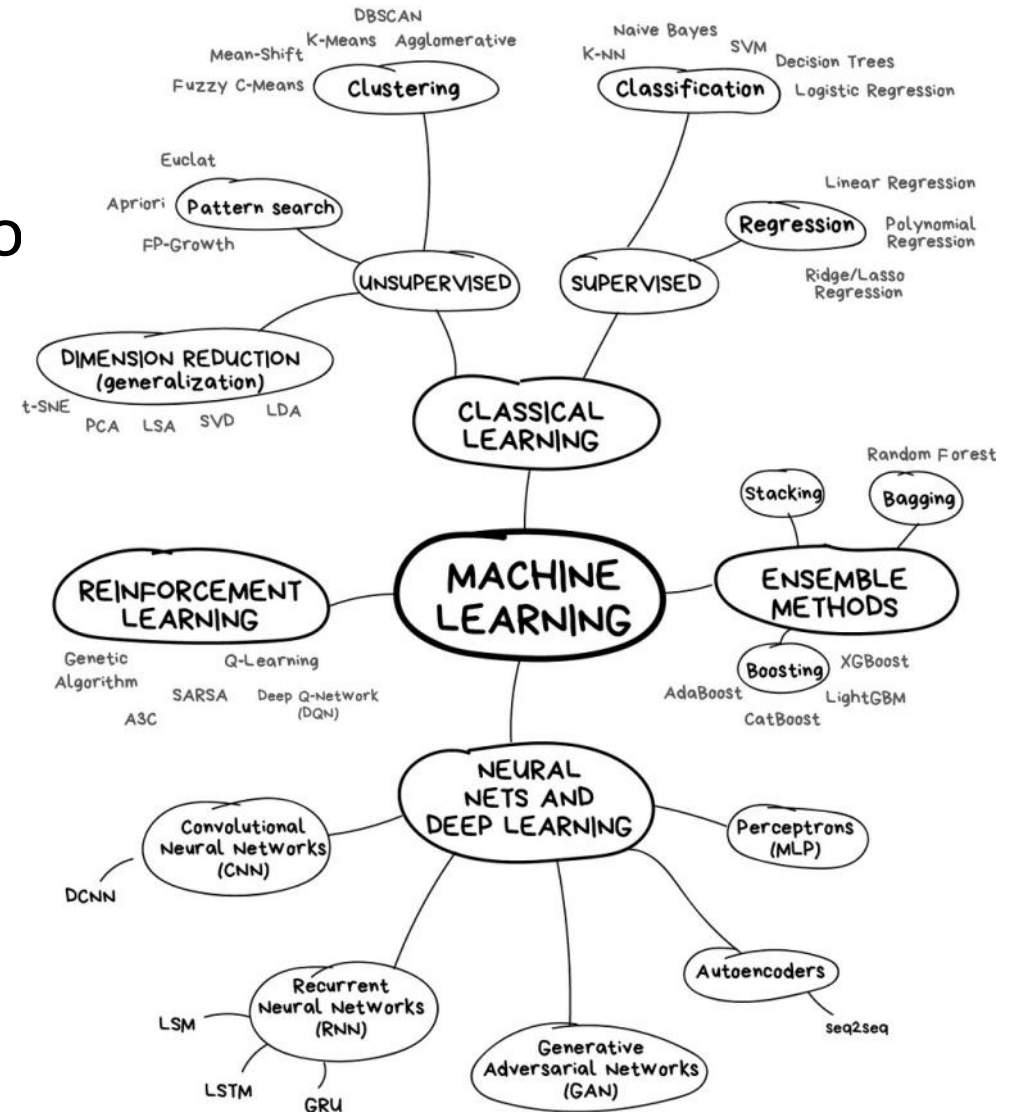 DBSCAN
K-Means
Agglomerative
Mean-Shift
Fuzzy C-Means
Clustering
Naive Bayes
K-NN
SVM
Decision Trees
Classification
Logistic Regression
Euclat
Apriori
Pattern search
FP-Growth
Linear Regression
Regression
Polynomial
Regression
Ridge/Lasso
Regression
UNSUPERVISED
SUPERVISED
DIMENSION REDUCTION
(generalization)
t-SNE
PCA
LSA
SVD
LDA
CLASSICAL
LEARNING
Random Forest
Stacking
Bagging
REINFORCEMENT
LEARNING
MACHINE
LEARNING
ENSEMBLE
METHODS
Genetic
Algorithm
Q-Learning
SARSA
Deep Q-Network
(DQN)
A3C
Boosting
XGBoost
AdaBoost
LightGBM
CatBoost
NEURAL
NETS AND
DEEP LEARNING
Convolutional
Neural Networks
(CNN)
DCNN
Perceptrons
(MLP)
Recurrent
Neural Networks
(RNN)
LSM
LSTM
GRU
Autoencoders
seq2seq
Generative
Adversarial Networks
(GAN)